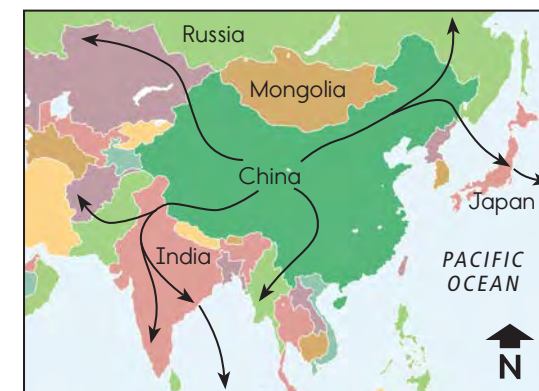 Russia
Mongolia
China
Japan
India
PACIFIC
OCEAN
N